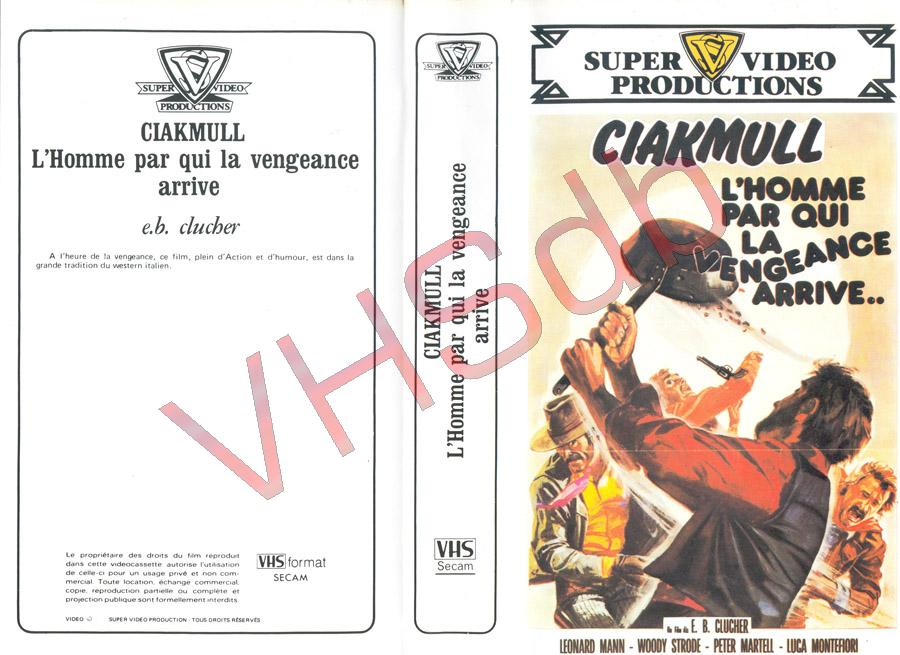 SUPER VIDEO
PRODUCTIONS
CIAKMULL
L'Homme par qui la vengeance
arrive
e.b. clucher
A l'heure de la vengeance, ce film, plein d'Action et d'humour, est dans la
grande tradition du western italien.
Le propriétaire des droits du film reproduit
dans cette videocassette autorise l'utilisation
de celle-ci pour un usage privé et non com-
mercial. Toute location, échange commercial,
copie, reproduction partielle ou complète et
projection publique sont formellement interdits.
VHS format
SECAM
VIDEO SUPER VIDEO PRODUCTION - TOUS DROITS RÉSERVÉS
SUPER VIDEO
PRODUCTIONS
CIAKMULL
L'Homme par qui la vengeance
arrive
VHS
Secam
SUPER VIDEO
PRODUCTIONS
CIAKMULL
L'HOMME
PAR QUI
LA
VENGEANCE
ARRIVE..
Un Film de E. B. CLUCHER
LEONARD MANN - WOODY STRODE - PETER MARTELL - LUCA MONTEFIORI
VHSdb